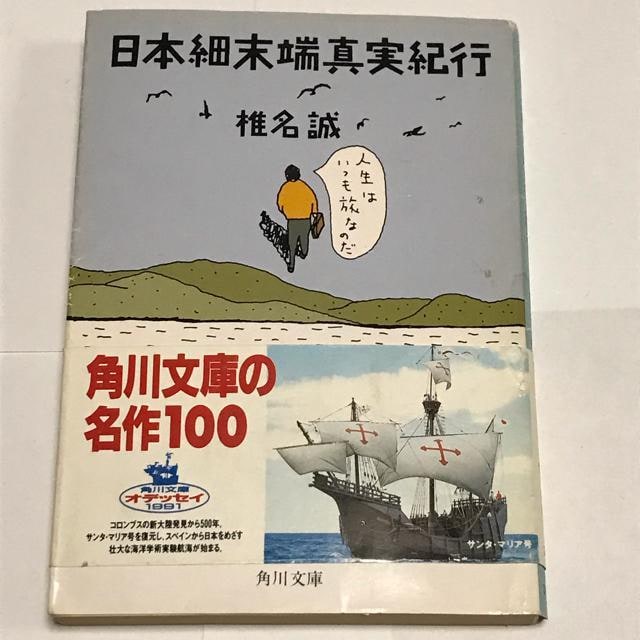 日本細末端真実紀行
椎名誠
人生は
いつも旅なのだ
角川文庫の
名作100
角川文庫
オデッセイ
1991
コロンブスの新大陸発見から500年。
サンタ・マリア号を復元し、スペインから日本をめざす
壮大な海洋学術実験航海が始まる。
サンタ・マリア号
角川文庫